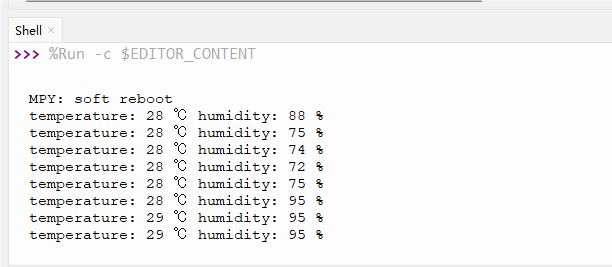 Shell ×
>>> %Run -c $EDITOR_CONTENT
MPY: soft reboot
temperature: 28 ℃ humidity: 88 %
temperature: 28 ℃ humidity: 75 %
temperature: 28 ℃ humidity: 74 %
temperature: 28 ℃ humidity: 72 %
temperature: 28 ℃ humidity: 75 %
temperature: 28 ℃ humidity: 95 %
temperature: 29 ℃ humidity: 95 %
temperature: 29 ℃ humidity: 95 %